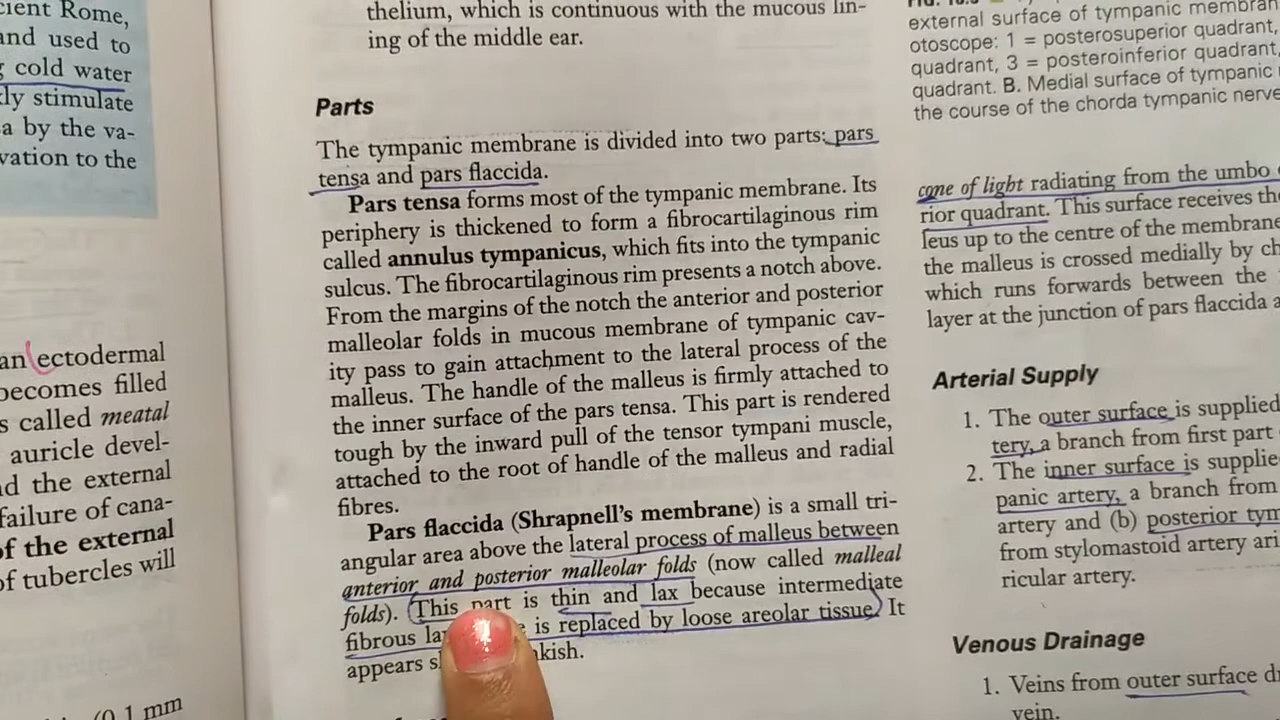 cient Rome,
and used to
cold water
kly stimulate
a by the va-
vation to the
an ectodermal
becomes filled
s called meatal
auricle devel-
nd the external
failure of cana-
of the external
of tubercles will
(0.1 mm
thelium, which is continuous with the mucous lin-
ing of the middle ear.
Parts
The tympanic membrane is divided into two parts: pars
tensa and pars flaccida.
Pars tensa forms most of the tympanic membrane. Its
periphery is thickened to form a fibrocartilaginous rim
called annulus tympanicus, which fits into the tympanic
sulcus. The fibrocartilaginous rim presents a notch above.
From the margins of the notch the anterior and posterior
malleolar folds in mucous membrane of tympanic cav-
ity pass to gain attachment to the lateral process of the
malleus. The handle of the malleus is firmly attached to
the inner surface of the pars tensa. This part is rendered
tough by the inward pull of the tensor tympani muscle,
attached to the root of handle of the malleus and radial
fibres.
Pars flaccida (Shrapnell's membrane) is a small tri-
angular area above the lateral process of malleus between
anterior and posterior malleolar folds (now called malleal
folds). This part is thin and lax because intermediate
fibrous is replaced by loose areolar tissue. It
appears kish.
external surface of tympanic membran
otoscope: 1 = posterosuperior quadrant,
quadrant, 3 = posteroinferior quadrant,
quadrant. B. Medial surface of tympanic
the course of the chorda tympanic nerve
cone of light radiating from the umbo
rior quadrant. This surface receives the
leus up to the centre of the membrane
the malleus is crossed medially by ch
which runs forwards between the
layer at the junction of pars flaccida a
Arterial Supply
1. The outer surface is supplied
tery, a branch from first part
2. The inner surface is supplie
panic artery, a branch from
artery and (b) posterior tym
from stylomastoid artery ari
ricular artery.
Venous Drainage
1. Veins from outer surface dr
vein.